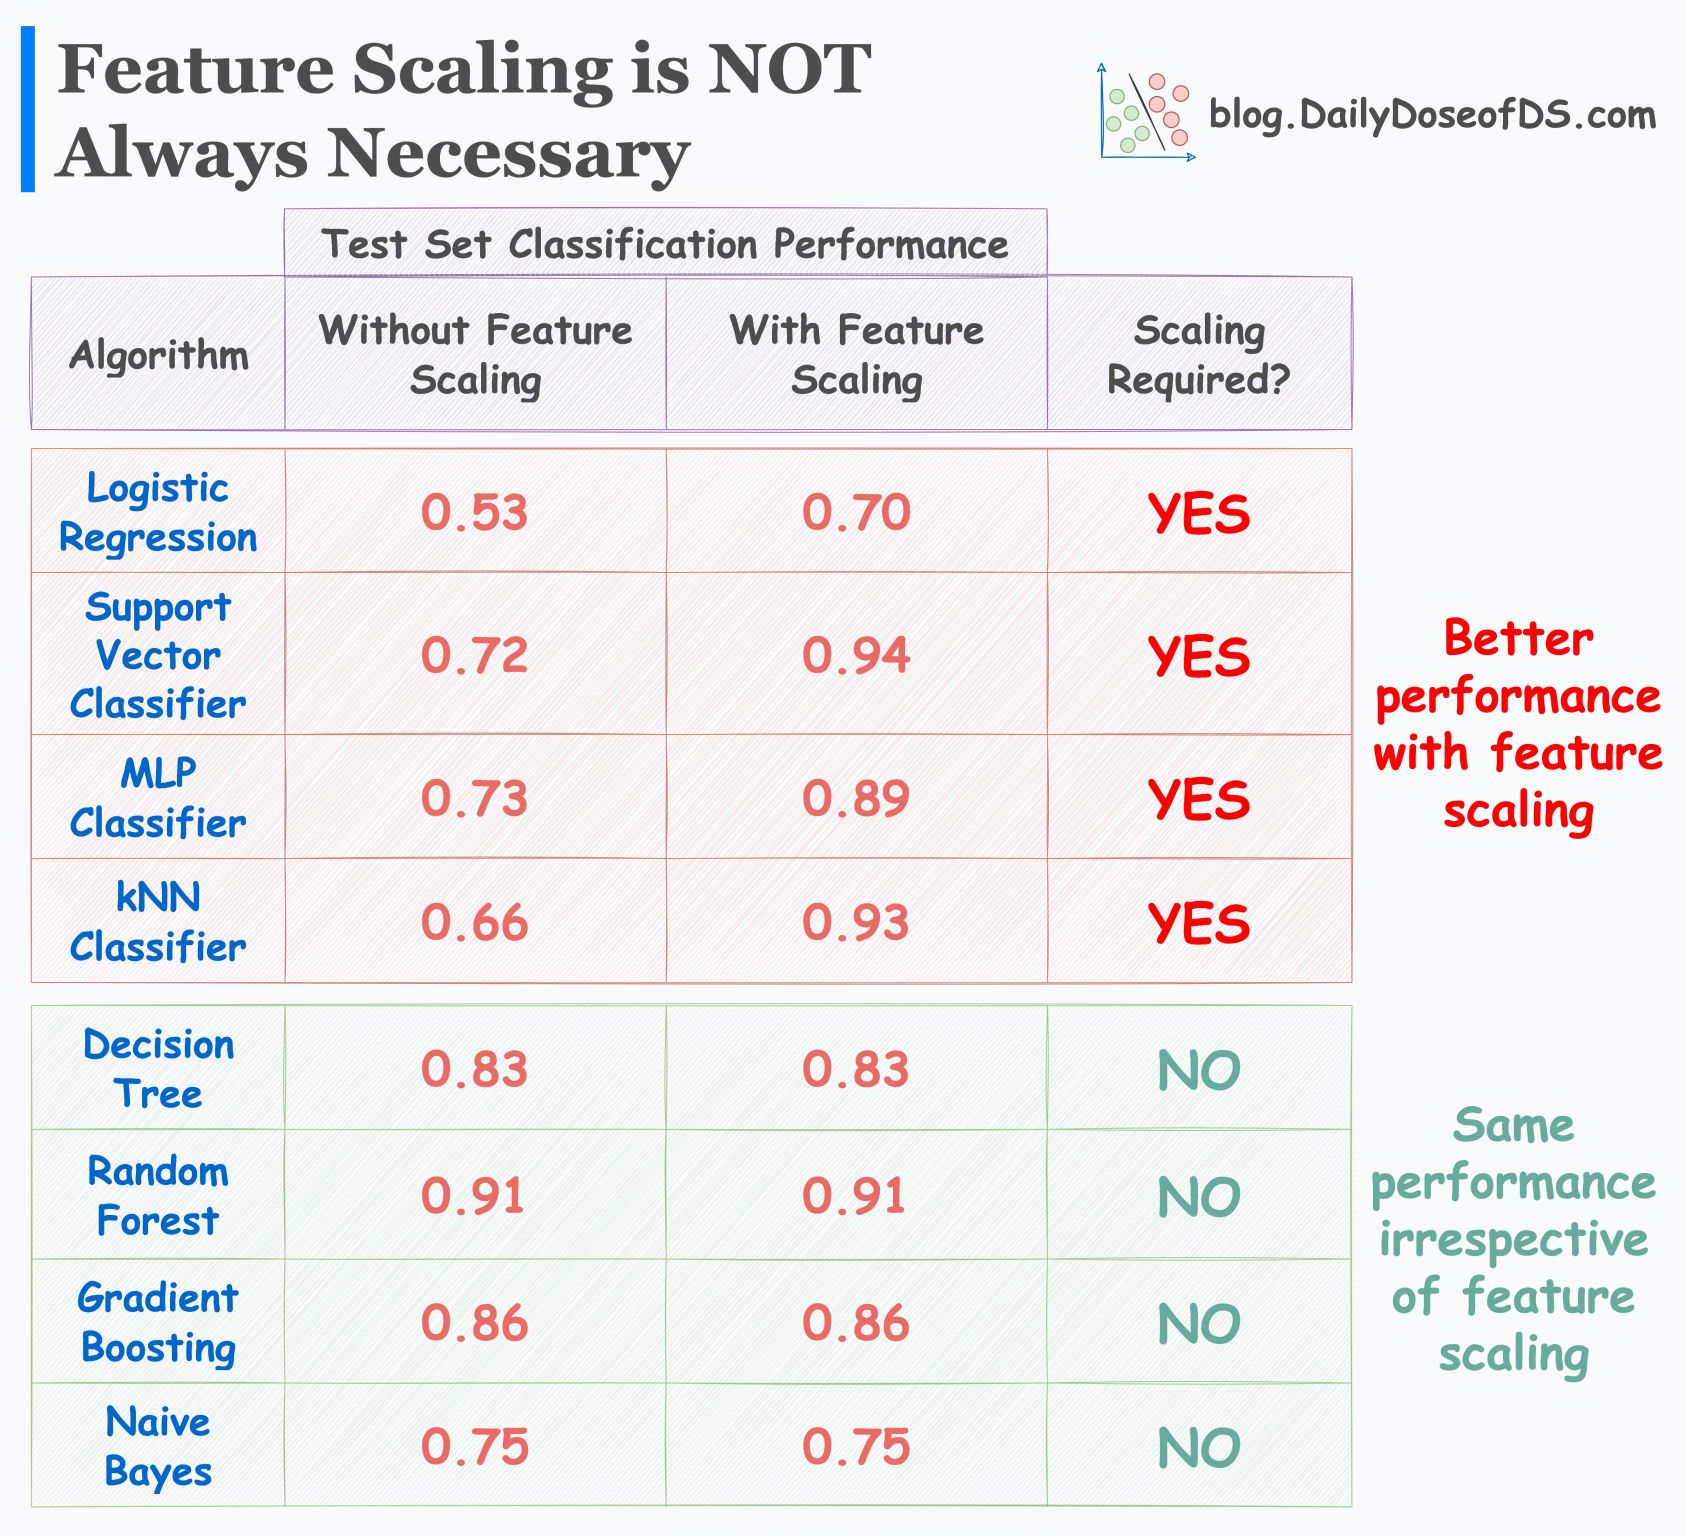 Feature Scaling is NOT
Always Necessary
blog.DailyDoseofDS.com
Test Set Classification Performance
Algorithm
Without Feature
Scaling
With Feature
Scaling
Scaling
Required?
Logistic
Regression
0.53
0.70
YES
Support
Vector
Classifier
0.72
0.94
YES
MLP
Classifier
0.73
0.89
YES
kNN
Classifier
0.66
0.93
YES
Better
performance
with feature
scaling
Decision
Tree
0.83
0.83
NO
Random
Forest
0.91
0.91
NO
Gradient
Boosting
0.86
0.86
NO
Naive
Bayes
0.75
0.75
NO
Same
performance
irrespective
of feature
scaling